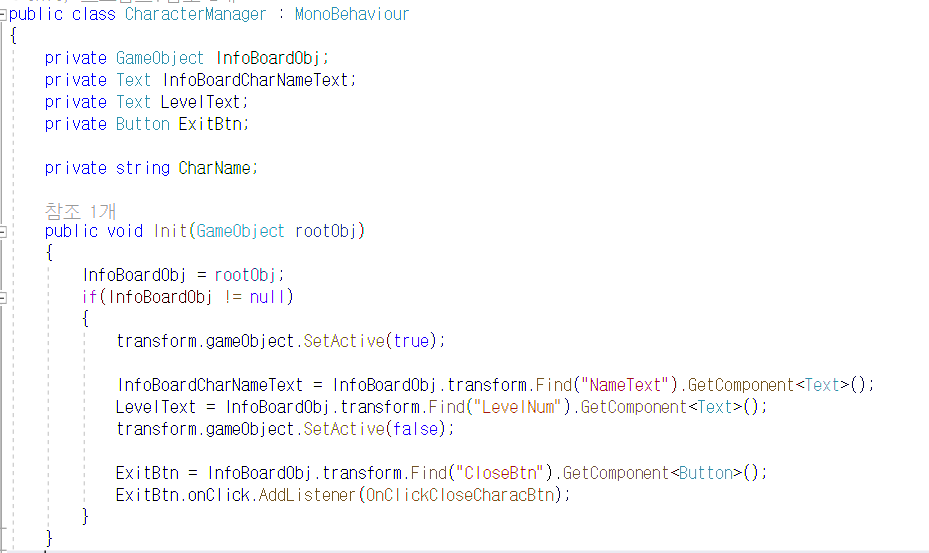 public class CharacterManager : MonoBehaviour
{
private GameObject InfoBoardObj;
private Text InfoBoardCharNameText;
private Text LevelText;
private Button ExitBtn;
private string CharName;
참조 1개
public void Init(GameObject rootObj)
{
InfoBoardObj = rootObj;
if(InfoBoardObj != null)
{
transform.gameObject.SetActive(true);
InfoBoardCharNameText = InfoBoardObj.transform.Find("NameText").GetComponent<Text>();
LevelText = InfoBoardObj.transform.Find("LevelNum").GetComponent<Text>();
transform.gameObject.SetActive(false);
ExitBtn = InfoBoardObj.transform.Find("CloseBtn").GetComponent<Button>();
ExitBtn.onClick.AddListener(OnClickCloseCharacBtn);
}
}